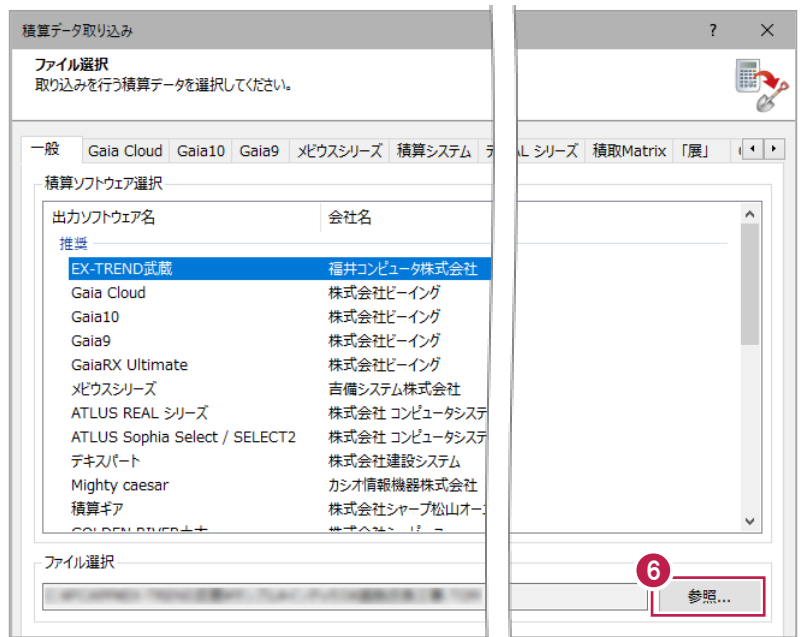 積算データ取り込み ? ×
ファイル選択
取り込みを行う積算データを選択してください。
一般 Gaia Cloud Gaia10 Gaia9 メビウスシリーズ 積算システム AL シリーズ 積取Matrix 「展」
積算ソフトウェア選択
出力ソフトウェア名 会社名
推奨
EX-TREND武蔵 福井コンピュータ株式会社
Gaia Cloud 株式会社ビーイング
Gaia10 株式会社ビーイング
Gaia9 株式会社ビーイング
GaiaRX Ultimate 株式会社ビーイング
メビウスシリーズ 吉備システム株式会社
ATLUS REAL シリーズ 株式会社 コンピュータシステ
ATLUS Sophia Select / SELECT2 株式会社 コンピュータシステ
デキスパート 株式会社建設システム
Mighty caesar カシオ情報機器株式会社
積算ギア 株式会社シャープ松山オー
ファイル選択
6
参照...